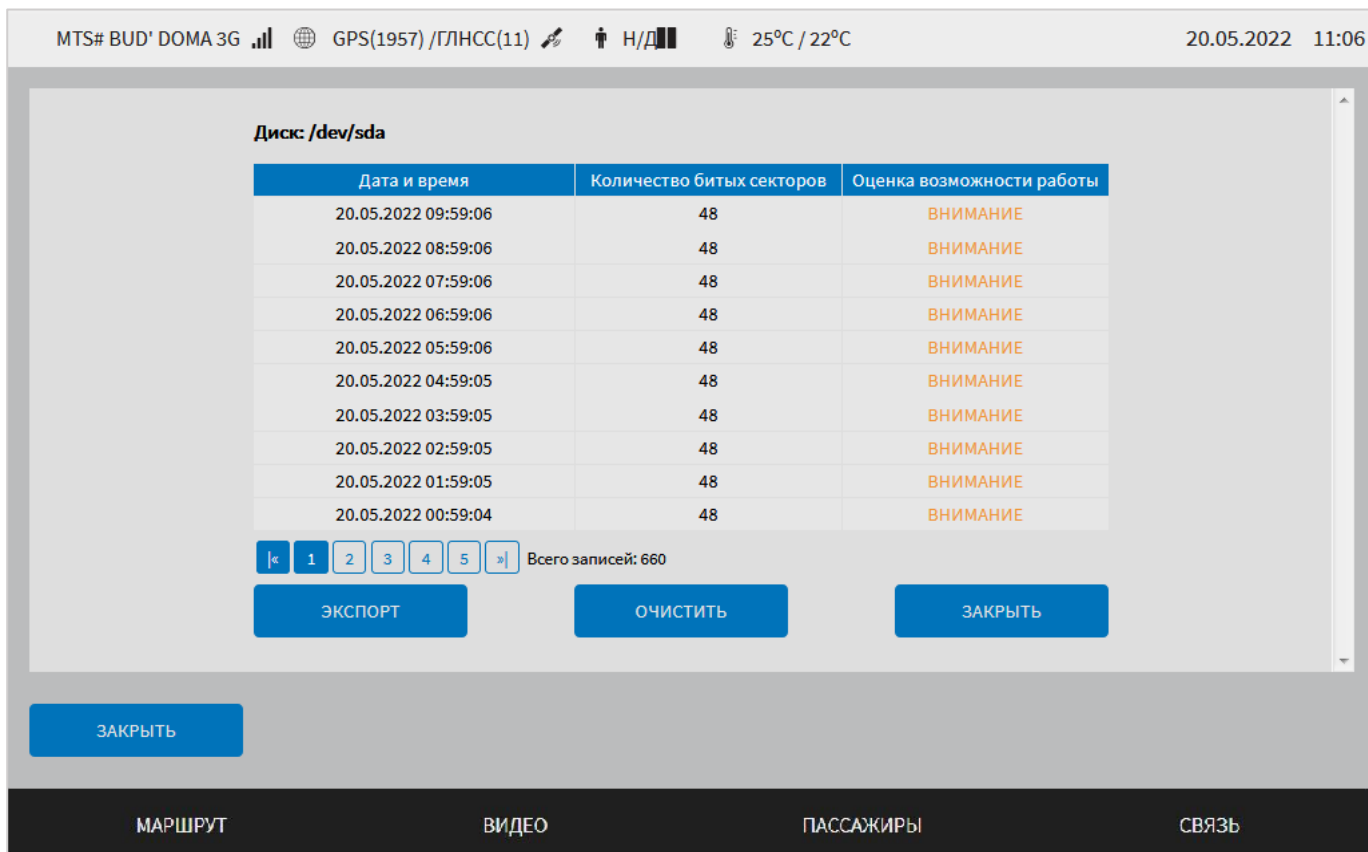 MTS# BUD' DOMA 3G GPS(1957) /ГЛНСС(11) Н/Д 25°C / 22°C 20.05.2022 11:06
Диск: /dev/sda
Дата и время Количество битых секторов Оценка возможности работы
20.05.2022 09:59:06 48 ВНИМАНИЕ
20.05.2022 08:59:06 48 ВНИМАНИЕ
20.05.2022 07:59:06 48 ВНИМАНИЕ
20.05.2022 06:59:06 48 ВНИМАНИЕ
20.05.2022 05:59:06 48 ВНИМАНИЕ
20.05.2022 04:59:05 48 ВНИМАНИЕ
20.05.2022 03:59:05 48 ВНИМАНИЕ
20.05.2022 02:59:05 48 ВНИМАНИЕ
20.05.2022 01:59:05 48 ВНИМАНИЕ
20.05.2022 00:59:04 48 ВНИМАНИЕ
|« 1 2 3 4 5 »| Всего записей: 660
ЭКСПОРТ ОЧИСТИТЬ ЗАКРЫТЬ
ЗАКРЫТЬ
МАРШРУТ ВИДЕО ПАССАЖИРЫ СВЯЗЬ